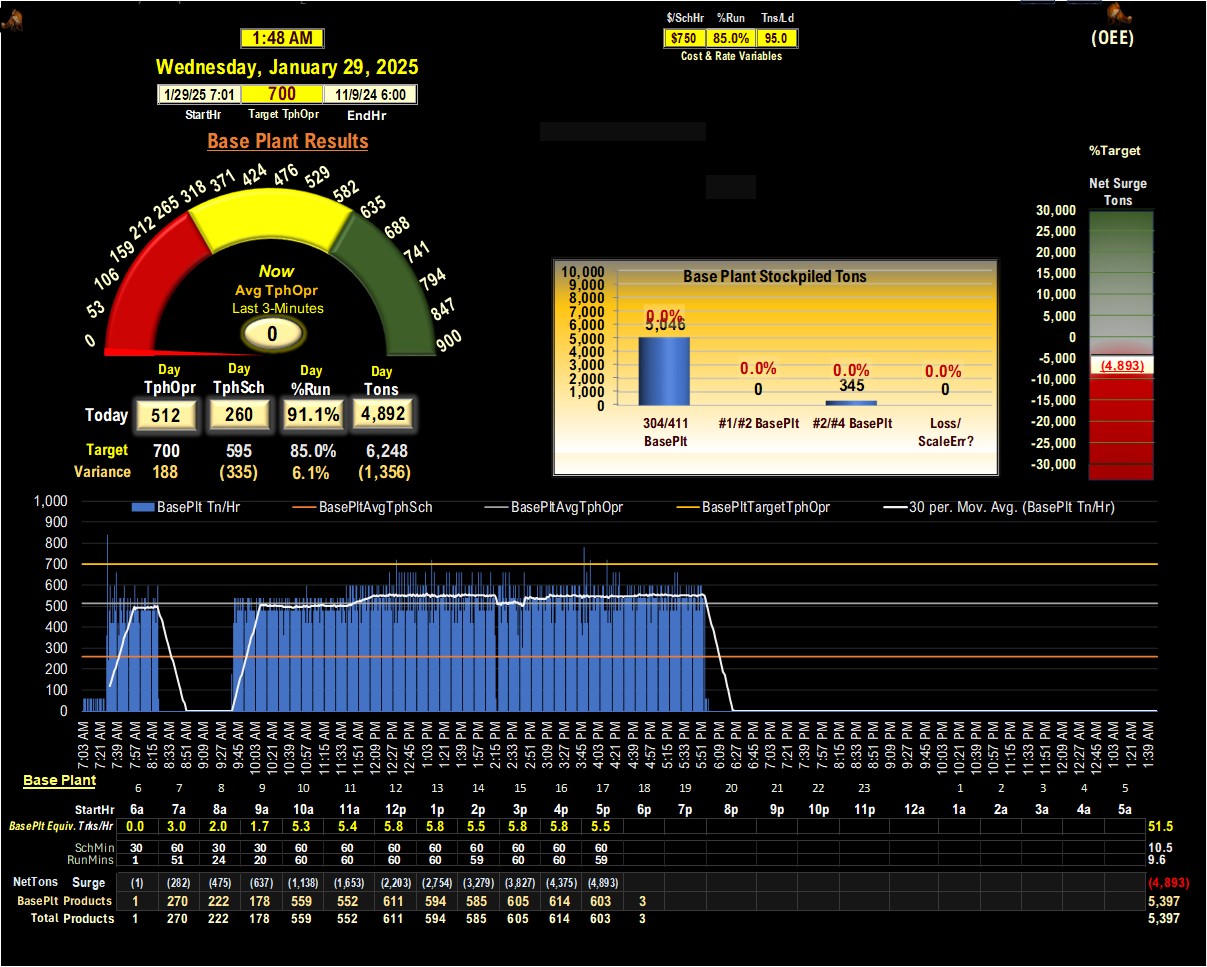 $/SchHr %Run Tns/Ld
1:48 AM
$750 85.0% 95.0
(OEE)
Cost & Rate Variables
Wednesday, January 29, 2025
1/29/25 7:01 700 11/9/24 6:00
StartHr Target TphOpr EndHr
Base Plant Results
0 53 106 159 212 265 318 371 424 476 529 582 635 688 741 794 847 900
Now
Avg TphOpr
Last 3-Minutes
0
Day Day Day Day
TphOpr TphSch %Run Tons
Today 512 260 91.1% 4,892
Target 700 595 85.0% 6,248
Variance 188 (335) 6.1% (1,356)
Base Plant Stockpiled Tons
10,000
9,000
8,000
7,000
6,000
5,000
4,000
3,000
2,000
1,000
0
0.0% 0.0% 0.0% 0.0%
5,046 0 345 0
304/411 BasePlt
#1/#2 BasePlt
#2/#4 BasePlt
Loss/ ScaleErr?
%Target
Net Surge
Tons
30,000
25,000
20,000
15,000
10,000
5,000
0
-5,000
(4,893)
-10,000
-15,000
-20,000
-25,000
-30,000
BasePlt Tn/Hr BasePltAvgTphSch BasePltAvgTphOpr BasePltTargetTphOpr 30 per. Mov. Avg. (BasePlt Tn/Hr)
1,000
900
800
700
600
500
400
300
200
100
0
7:03 AM 7:21 AM 7:39 AM 7:57 AM 8:15 AM 8:33 AM 8:51 AM 9:09 AM 9:27 AM 9:45 AM 10:03 AM 10:21 AM 10:39 AM 10:57 AM 11:15 AM 11:33 AM 11:51 AM 12:09 PM 12:27 PM 12:45 PM 1:03 PM 1:21 PM 1:39 PM 1:57 PM 2:15 PM 2:33 PM 2:51 PM 3:09 PM 3:27 PM 3:45 PM 4:03 PM 4:21 PM 4:39 PM 4:57 PM 5:15 PM 5:33 PM 5:51 PM 6:09 PM 6:27 PM 6:45 PM 7:03 PM 7:21 PM 7:39 PM 7:57 PM 8:15 PM 8:33 PM 8:51 PM 9:09 PM 9:27 PM 9:45 PM 10:03 PM 10:21 PM 10:39 PM 10:57 PM 11:15 PM 11:33 PM 11:51 PM 12:09 AM 12:27 AM 12:45 AM 1:03 AM 1:21 AM 1:39 AM
Base Plant
6 7 8 9 10 11 12 13 14 15 16 17 18 19 20 21 22 23 1 2 3 4 5
StartHr 6a 7a 8a 9a 10a 11a 12p 1p 2p 3p 4p 5p 6p 7p 8p 9p 10p 11p 12a 1a 2a 3a 4a 5a
BasePlt Equiv. Trks/Hr 0.0 3.0 2.0 1.7 5.3 5.4 5.8 5.8 5.5 5.8 5.8 5.5 51.5
SchMin 30 60 30 30 60 60 60 60 60 60 60 60 10.5
RunMins 1 51 24 20 60 60 60 60 59 60 60 59 9.6
NetTons Surge (1) (282) (475) (637) (1,138) (1,653) (2,203) (2,754) (3,279) (3,827) (4,375) (4,893) (4,893)
BasePlt Products 1 270 222 178 559 552 611 594 585 605 614 603 3 5,397
Total Products 1 270 222 178 559 552 611 594 585 605 614 603 3 5,397